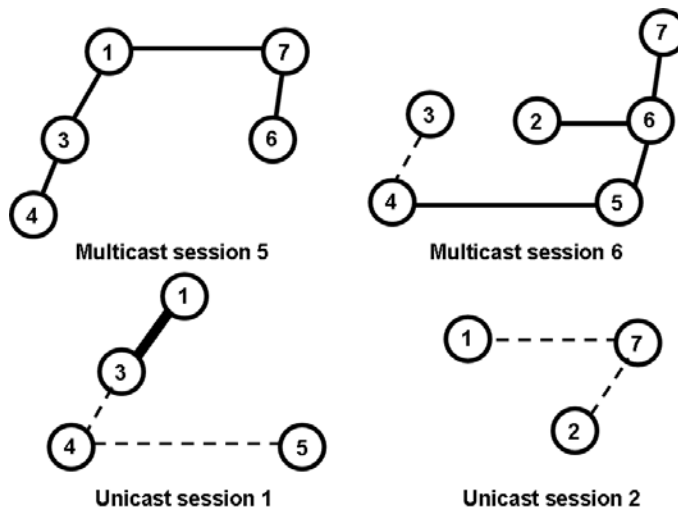 1 7
3 6
4
Multicast session 5
7
3 2 6
4 5
Multicast session 6
1
3
4 5
Unicast session 1
1 7
2
Unicast session 2